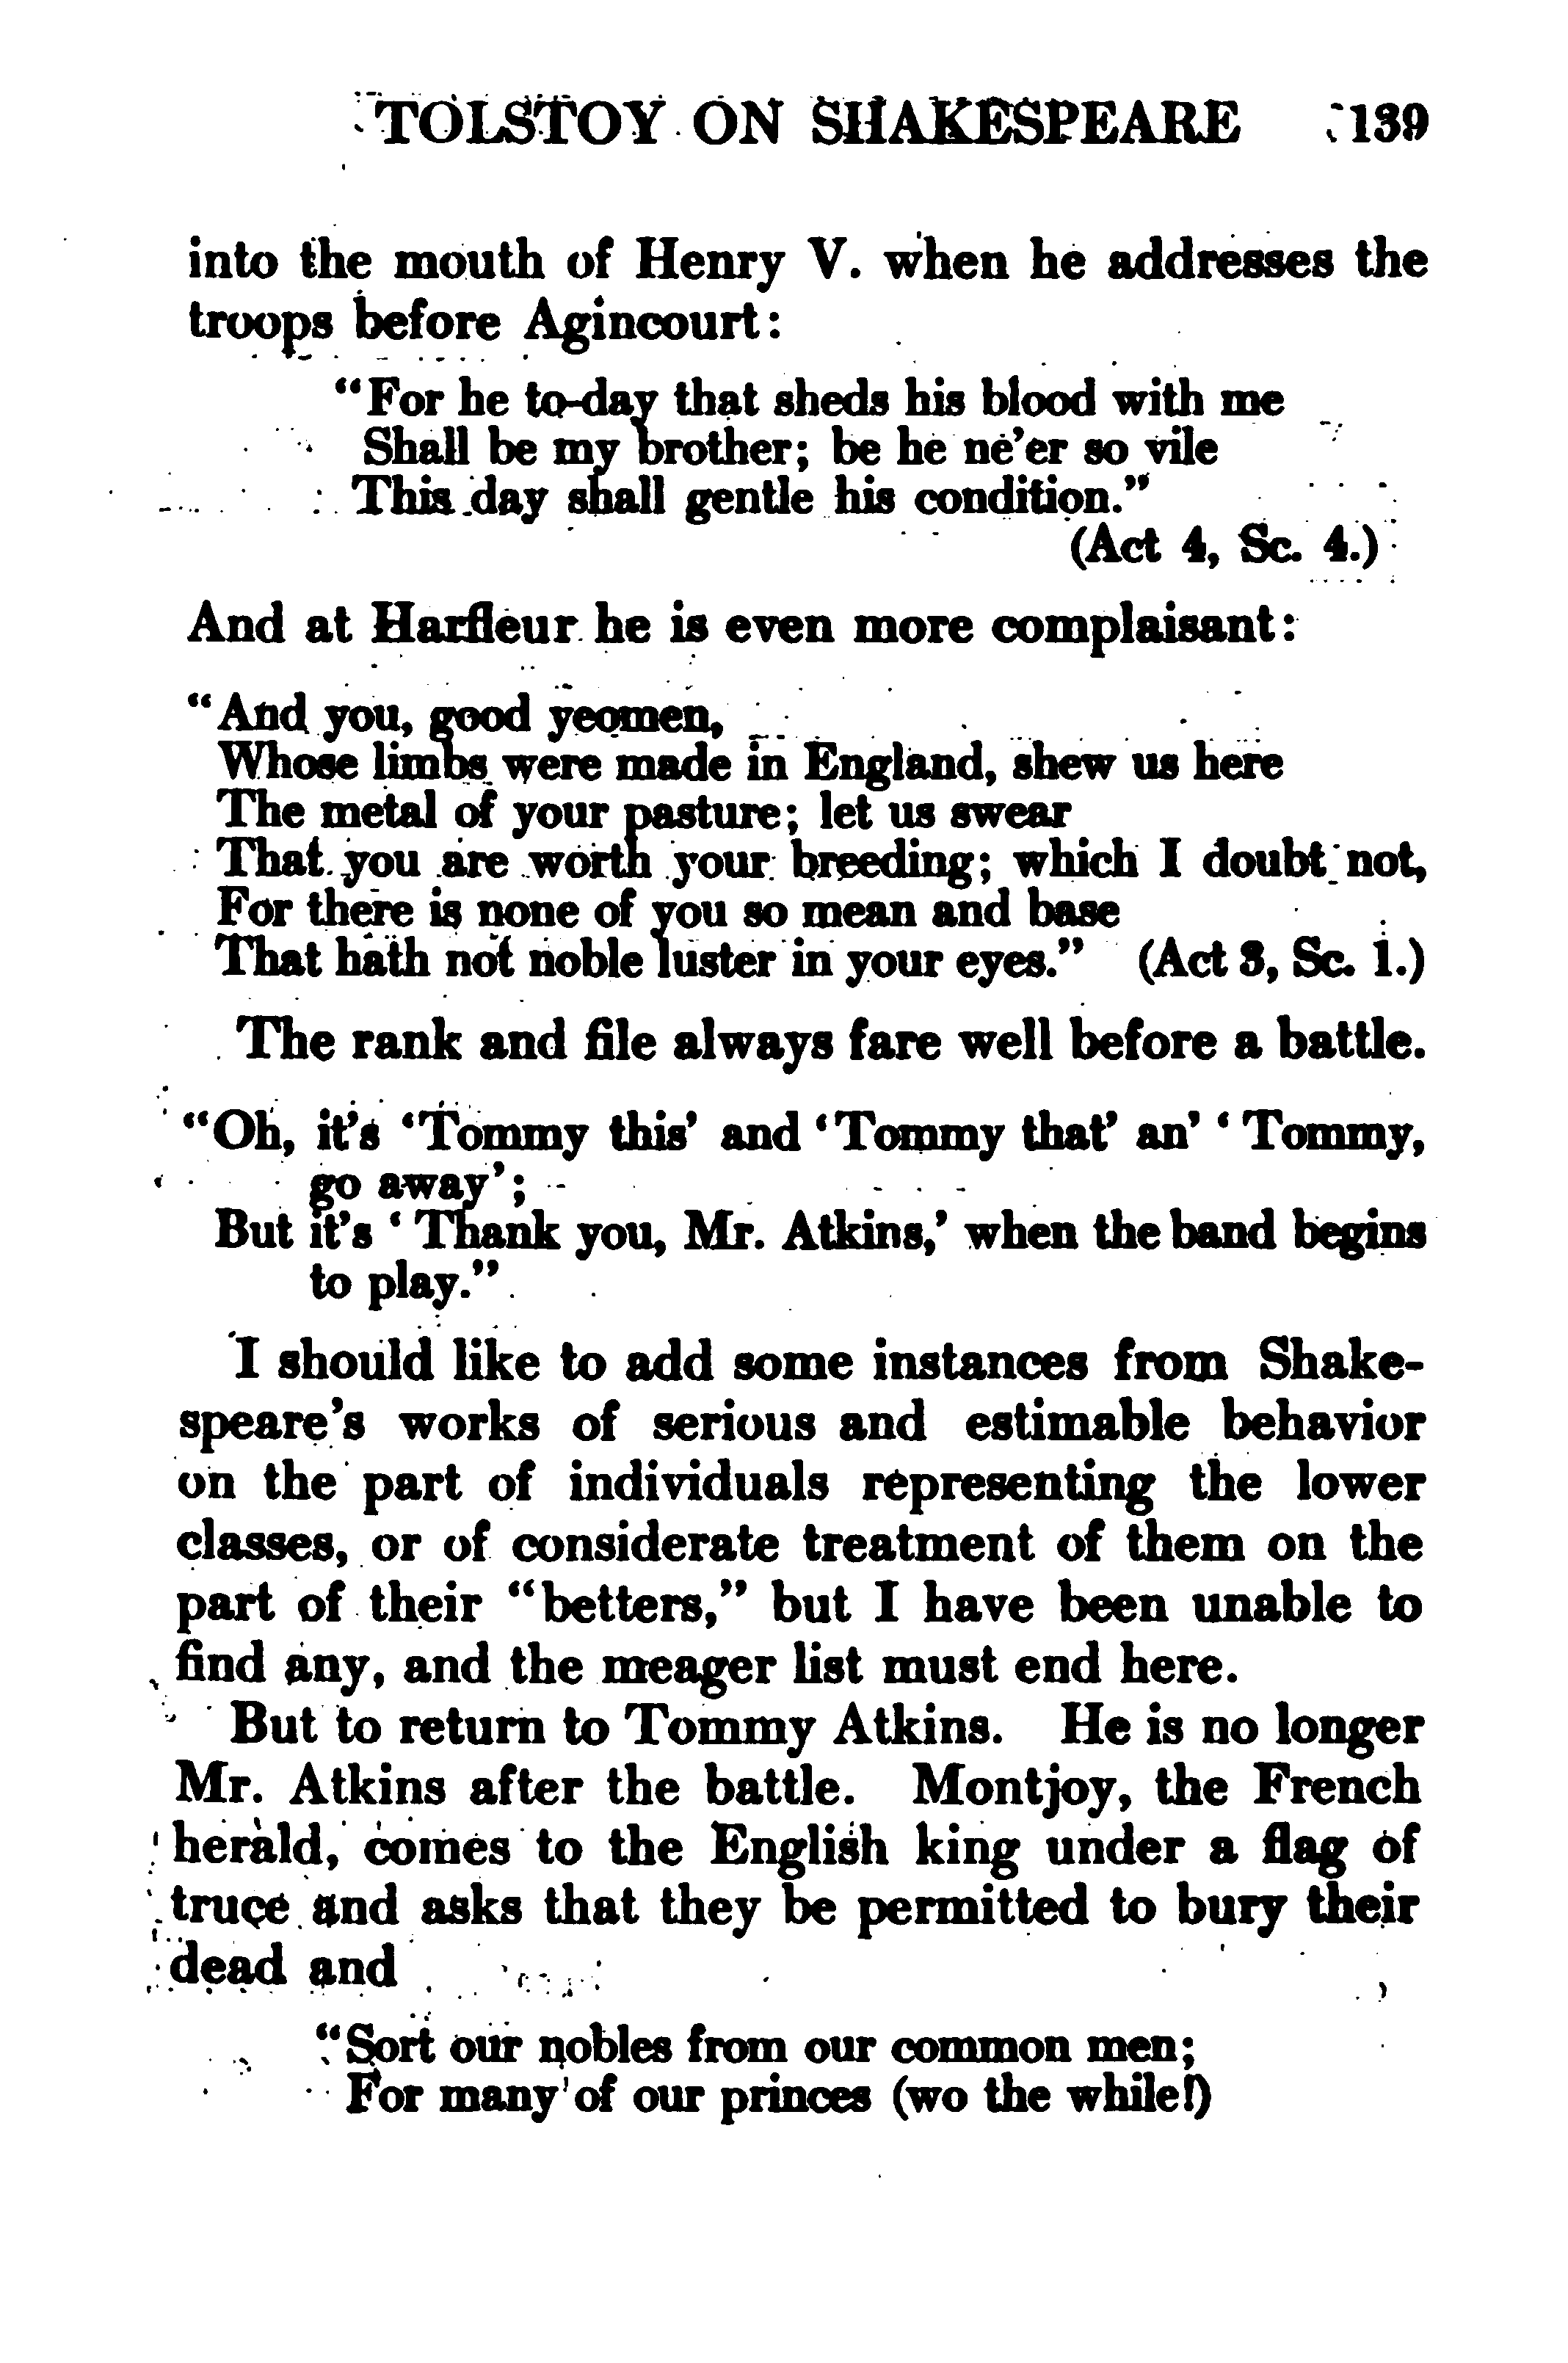 TOLSTOY ON SHAKESPEARE 139
into the mouth of Henry V. when he addresses the
troops before Agincourt:
"For he to-day that sheds his blood with me
Shall be my brother; be he ne'er so vile
This day shall gentle his condition."
(Act 4, Sc. 4.)
And at Harfleur he is even more complaisant:
"And you, good yeomen,
Whose limbs were made in England, shew us here
The metal of your pasture; let us swear
That you are worth your breeding; which I doubt not,
For there is none of you so mean and base
That hath not noble luster in your eyes." (Act 3, Sc. 1.)
The rank and file always fare well before a battle.
"Oh, it's 'Tommy this' and 'Tommy that' an' 'Tommy,
go away';
But it's 'Thank you, Mr. Atkins,' when the band begins
to play."
I should like to add some instances from Shake-
speare's works of serious and estimable behavior
on the part of individuals representing the lower
classes, or of considerate treatment of them on the
part of their "betters," but I have been unable to
find any, and the meager list must end here.
But to return to Tommy Atkins. He is no longer
Mr. Atkins after the battle. Montjoy, the French
herald, comes to the English king under a flag of
truce and asks that they be permitted to bury their
dead and
"Sort our nobles from our common men;
For many of our princes (wo the while!)